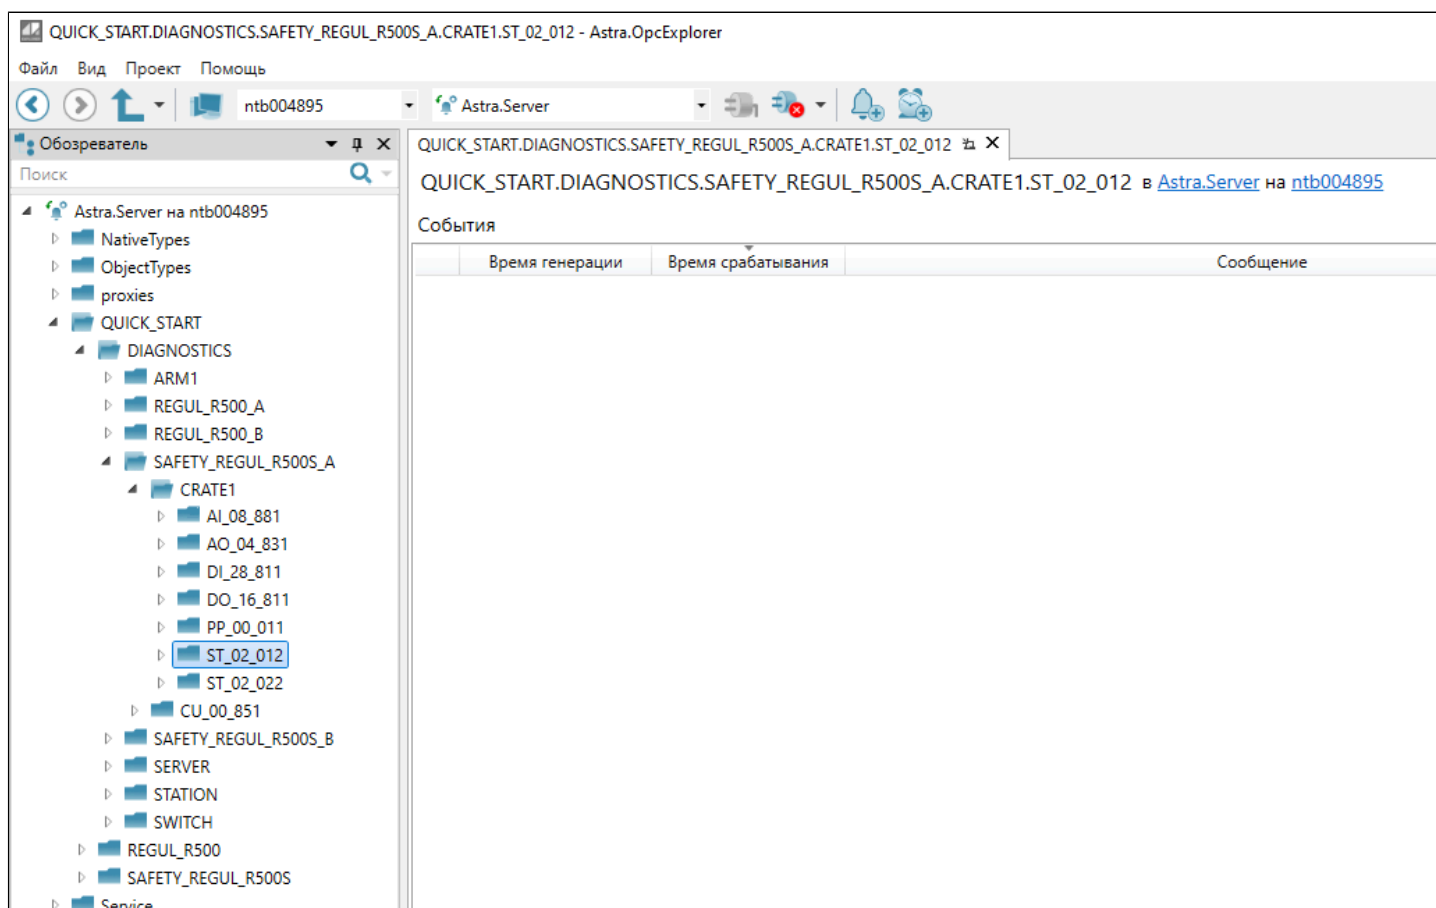 QUICK_START.DIAGNOSTICS.SAFETY_REGUL_R500S_A.CRATE1.ST_02_012 - Astra.OpcExplorer
Файл Вид Проект Помощь
ntb004895 Astra.Server
Обозреватель
Поиск
Astra.Server на ntb004895
NativeTypes
ObjectTypes
proxies
QUICK_START
DIAGNOSTICS
ARM1
REGUL_R500_A
REGUL_R500_B
SAFETY_REGUL_R500S_A
CRATE1
AI_08_881
AO_04_831
DI_28_811
DO_16_811
PP_00_011
ST_02_012
ST_02_022
CU_00_851
SAFETY_REGUL_R500S_B
SERVER
STATION
SWITCH
REGUL_R500
SAFETY_REGUL_R500S
Service
QUICK_START.DIAGNOSTICS.SAFETY_REGUL_R500S_A.CRATE1.ST_02_012
QUICK_START.DIAGNOSTICS.SAFETY_REGUL_R500S_A.CRATE1.ST_02_012 в Astra.Server на ntb004895
События
Время генерации Время срабатывания Сообщение